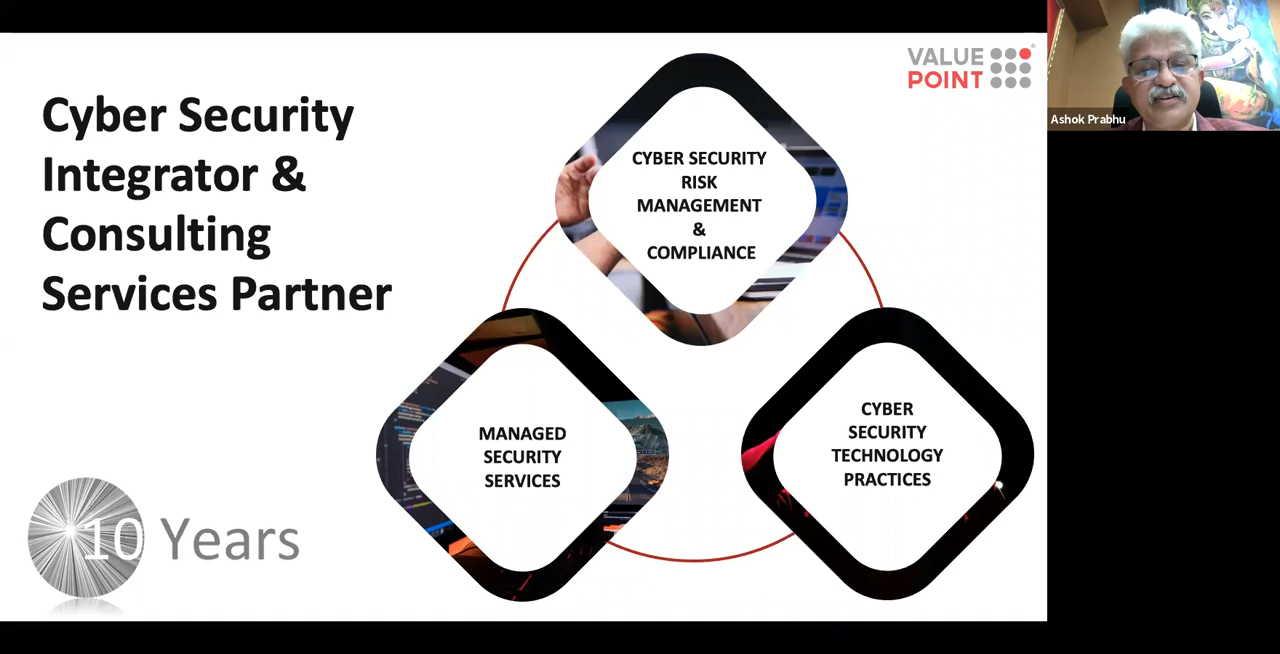 Cyber Security
Integrator &
Consulting
Services Partner
VALUE
POINT
CYBER SECURITY
RISK
MANAGEMENT
&
COMPLIANCE
MANAGED
SECURITY
SERVICES
CYBER
SECURITY
TECHNOLOGY
PRACTICES
10 Years
Ashok Prabhu